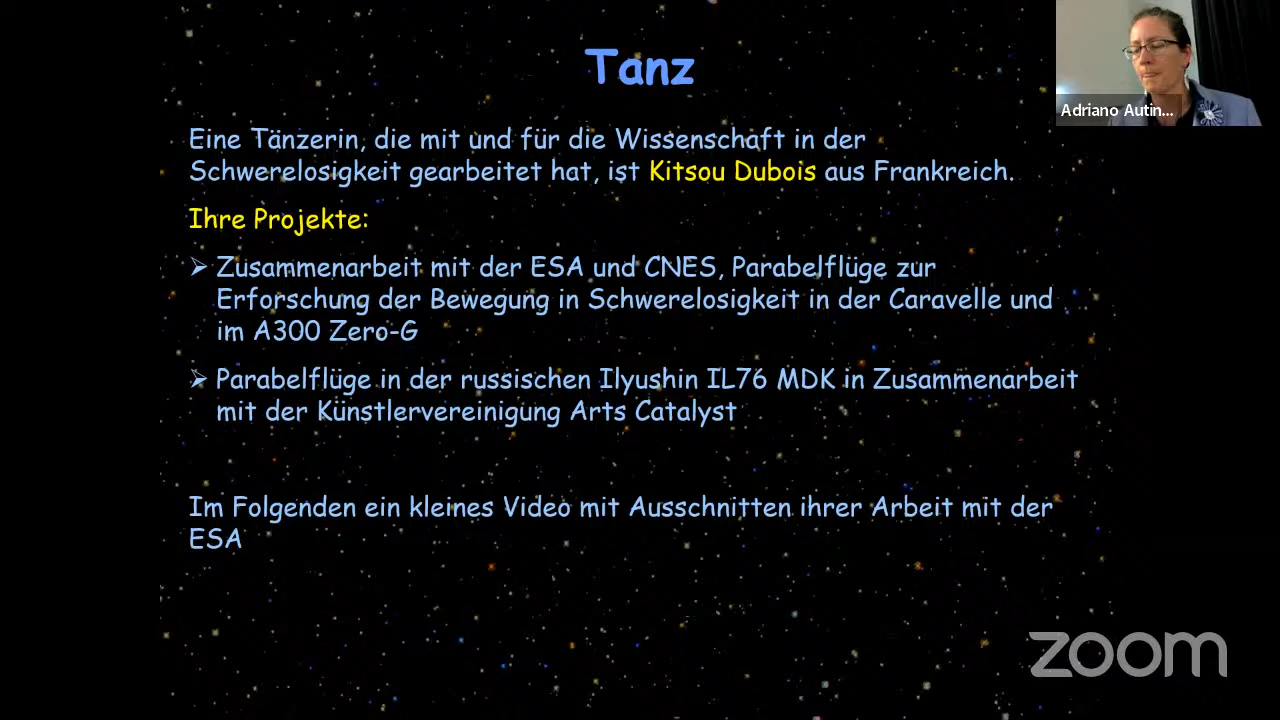 Tanz
Eine Tänzerin, die mit und für die Wissenschaft in der
Schwerelosigkeit gearbeitet hat, ist Kitsou Dubois aus Frankreich.
Ihre Projekte:
➢ Zusammenarbeit mit der ESA und CNES, Parabelflüge zur
Erforschung der Bewegung in Schwerelosigkeit in der Caravelle und
im A300 Zero-G
➢ Parabelflüge in der russischen Ilyushin IL76 MDK in Zusammenarbeit
mit der Künstlervereinigung Arts Catalyst
Im Folgenden ein kleines Video mit Ausschnitten ihrer Arbeit mit der
ESA
Adriano Autin...
zoom